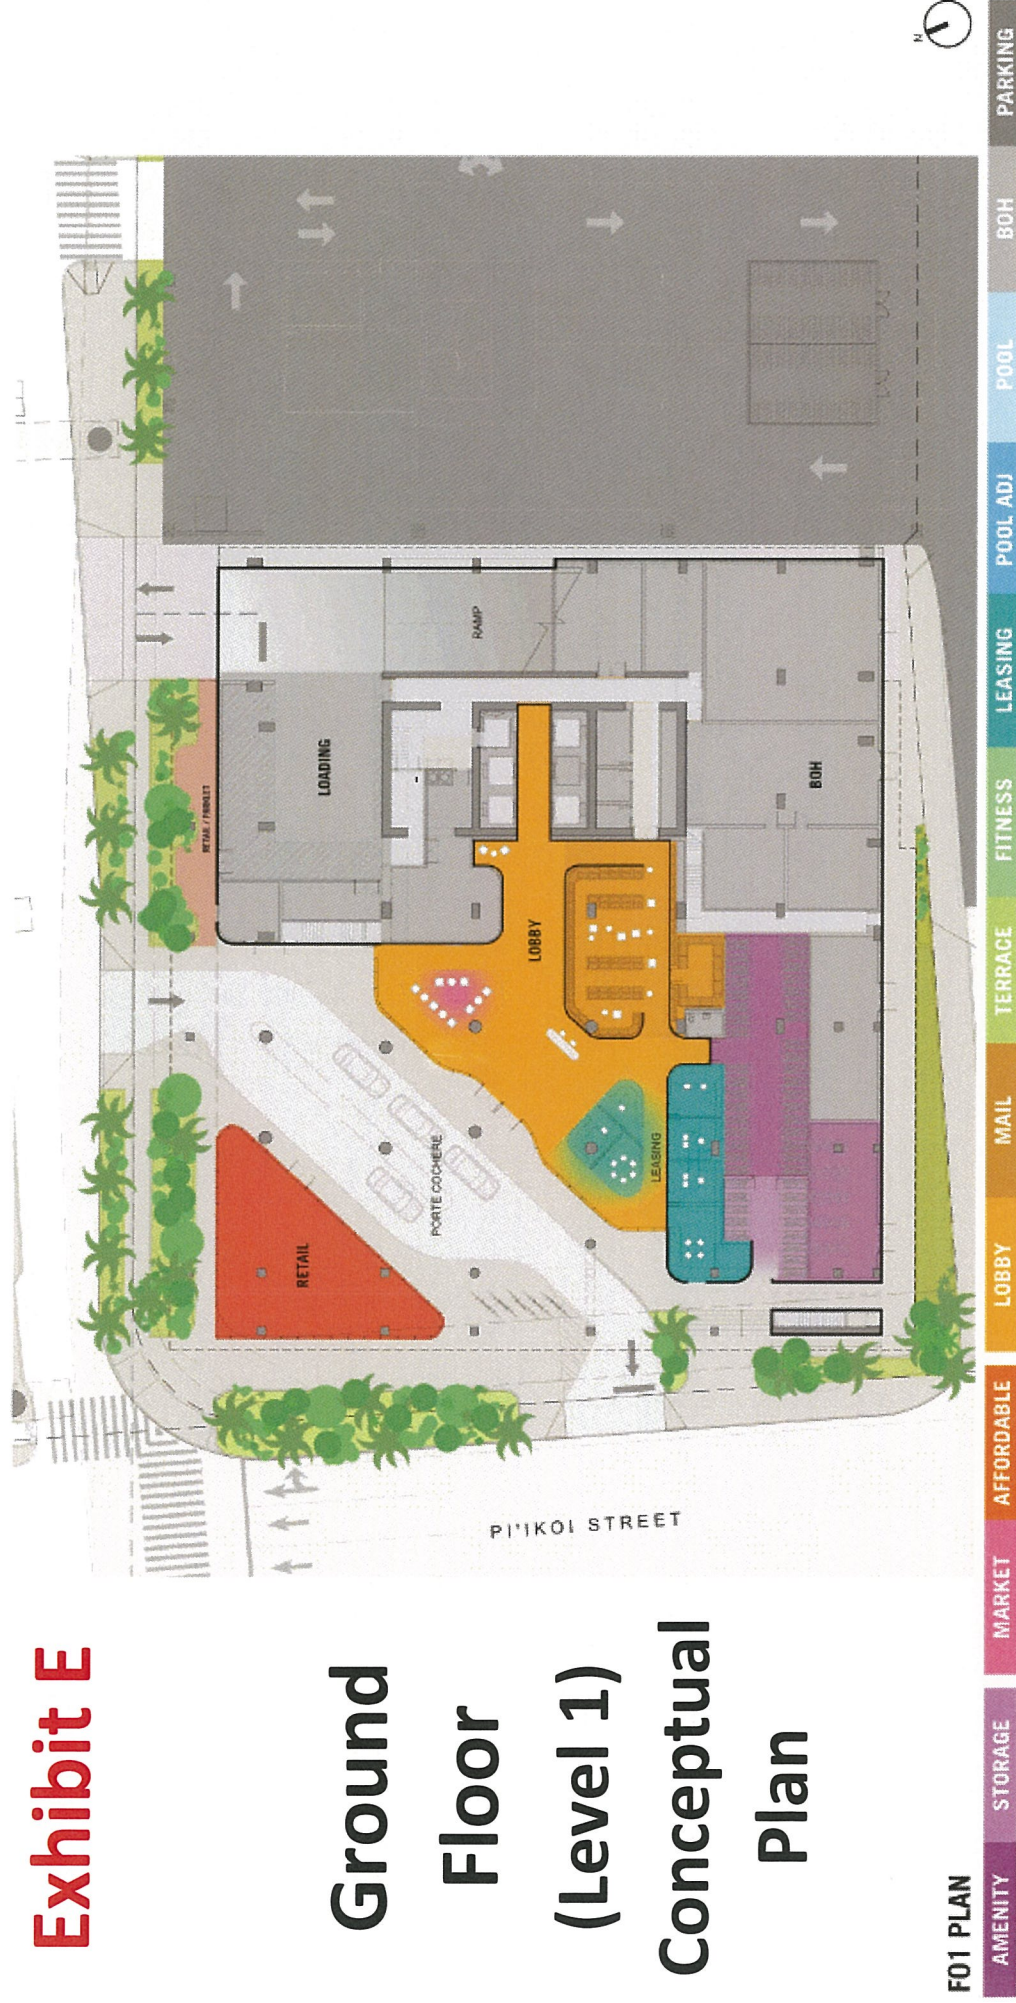 Exhibit E
Ground
Floor
(Level 1)
Conceptual
Plan
F01 PLAN
AMENITY
STORAGE
MARKET
AFFORDABLE
LOBBY
MAIL
TERRACE
FITNESS
LEASING
POOL ADJ
POOL
BOH
PARKING
PI'IKOI STREET
RETAIL
PORTE COCHERE
LEASING
LOBBY
RETAIL / PARKLET
LOADING
RAMP
BOH
N